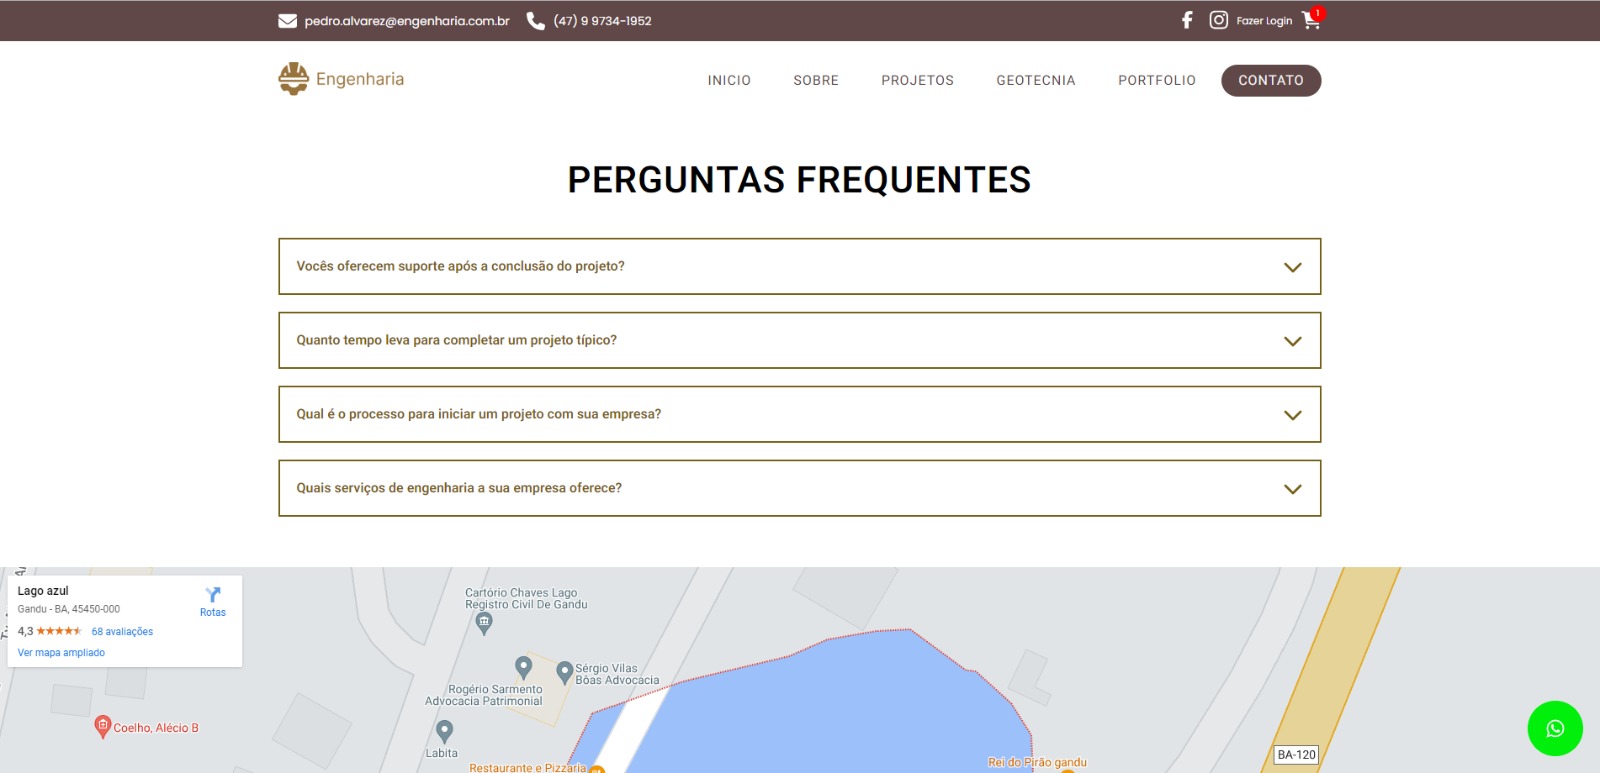 pedro.alvarez@engenharia.com.br (47) 9 9734-1952 Fazer Login 1
Engenharia INICIO SOBRE PROJETOS GEOTECNIA PORTFOLIO CONTATO
PERGUNTAS FREQUENTES
Vocês oferecem suporte após a conclusão do projeto?
Quanto tempo leva para completar um projeto típico?
Qual é o processo para iniciar um projeto com sua empresa?
Quais serviços de engenharia a sua empresa oferece?
Lago azul
Gandu - BA, 45450-000
Rotas
4,3 68 avaliações
Ver mapa ampliado
Cartório Chaves Lago
Registro Civil De Gandu
Sérgio Vilas
Bôas Advocacia
Rogério Sarmento
Advocacia Patrimonial
Coelho, Alécio B
Labita
Restaurante e Pizzaria
Rei do Pirão gandu
BA-120